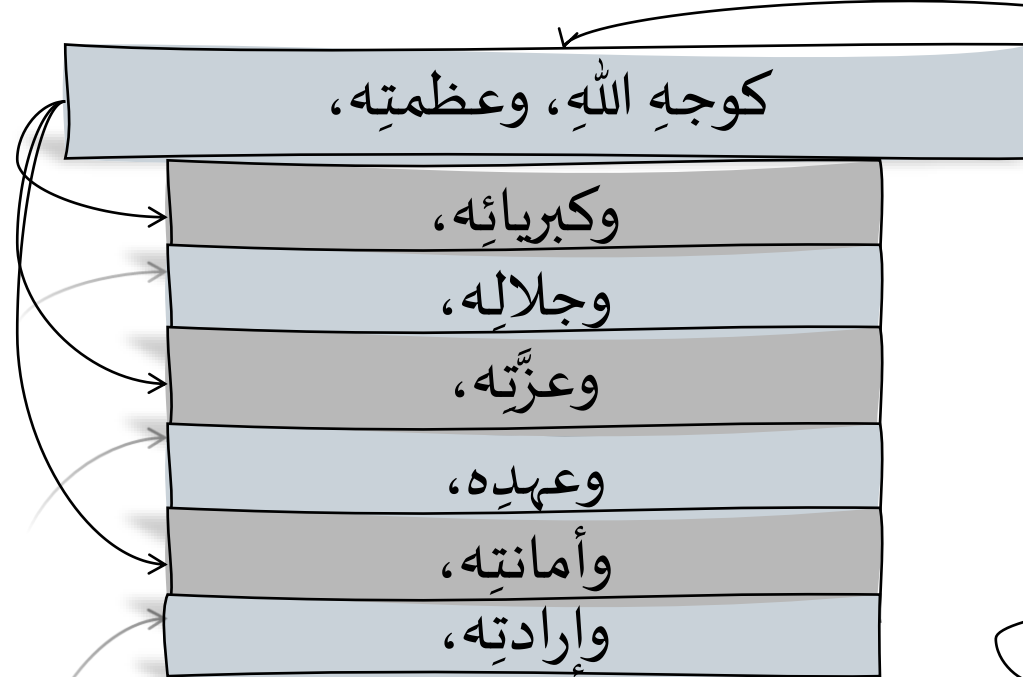 كوجهِ اللهِ، وعظمتِه،
وكبريائِه،
وجلالِه،
وعزَّتِه،
وعهدِه،
وأمانتِه،
وإرادتِه،